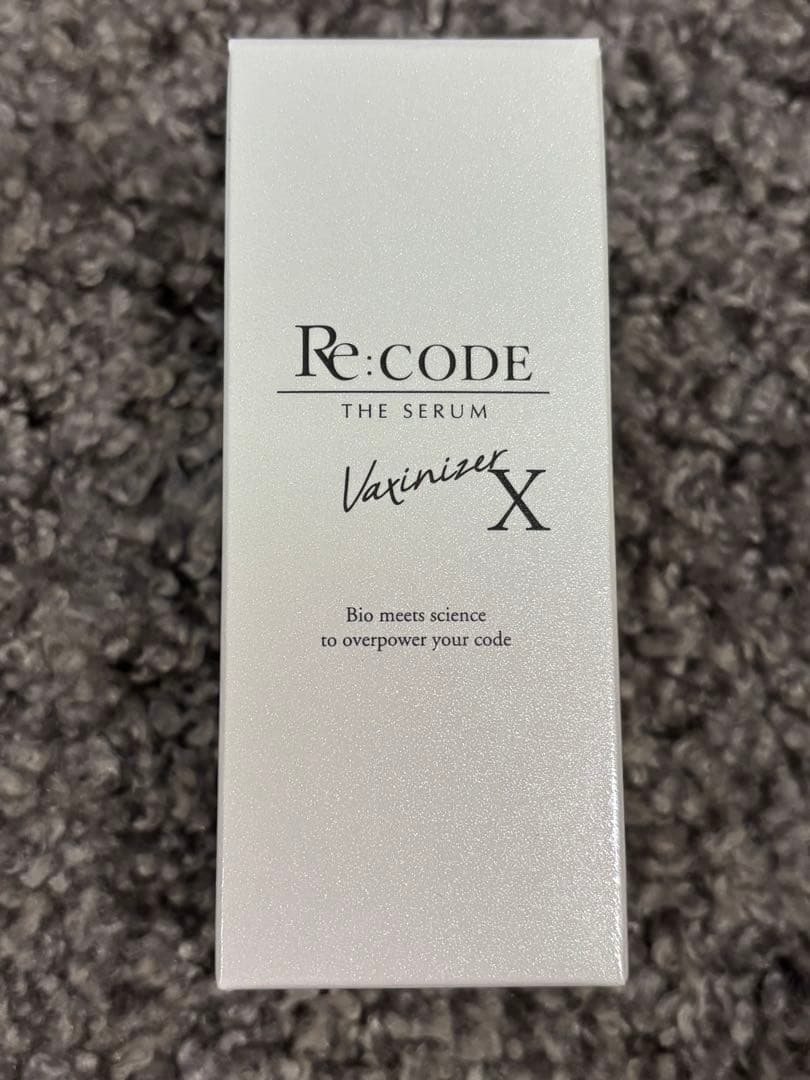 Re:CODE
THE SERUM
Vaxinizer
X
Bio meets science
to overpower your code